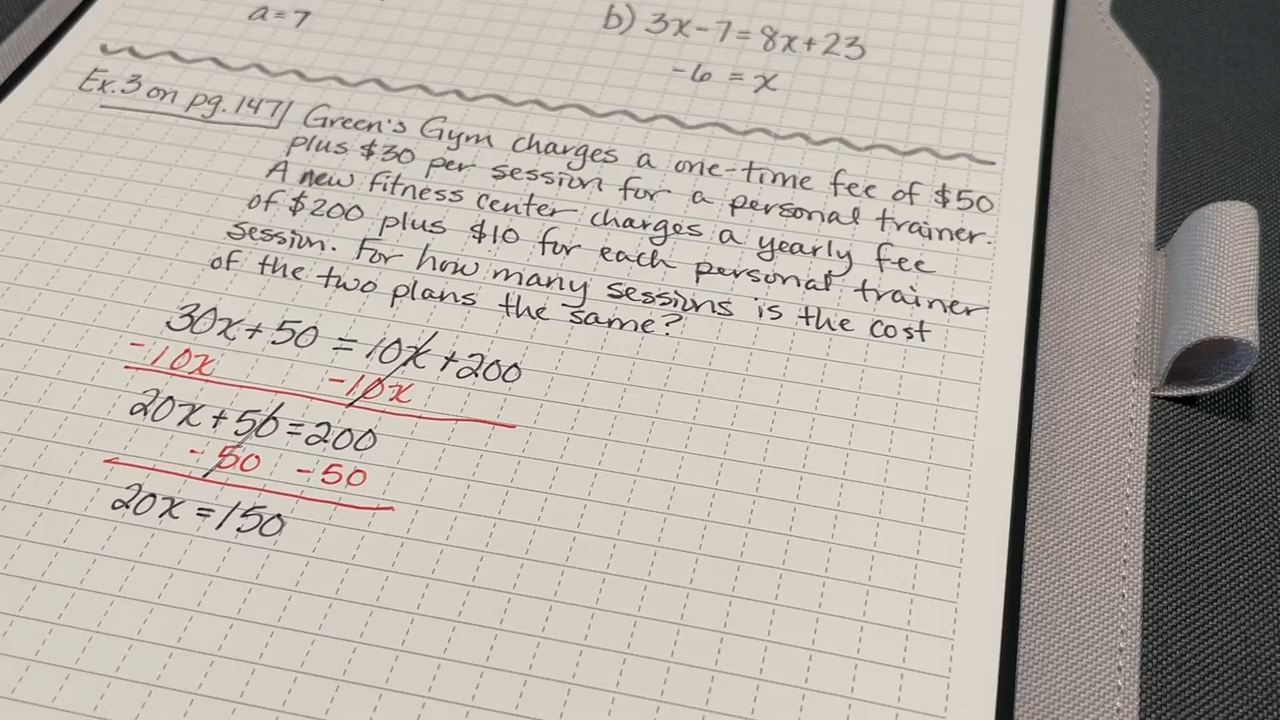 a=7
b) 3x-7=8x+23
-6 = x
Ex.3 on pg.147/ Green's Gym charges a one-time fee of $50
plus $30 per session for a personal trainer.
A new fitness center charges a yearly fee
of $200 plus $10 for each personal trainer
session. For how many sessions is the cost
of the two plans the same?
30x+50 = 10x+200
-10x -10x
20x+50=200
-50 -50
20x=150